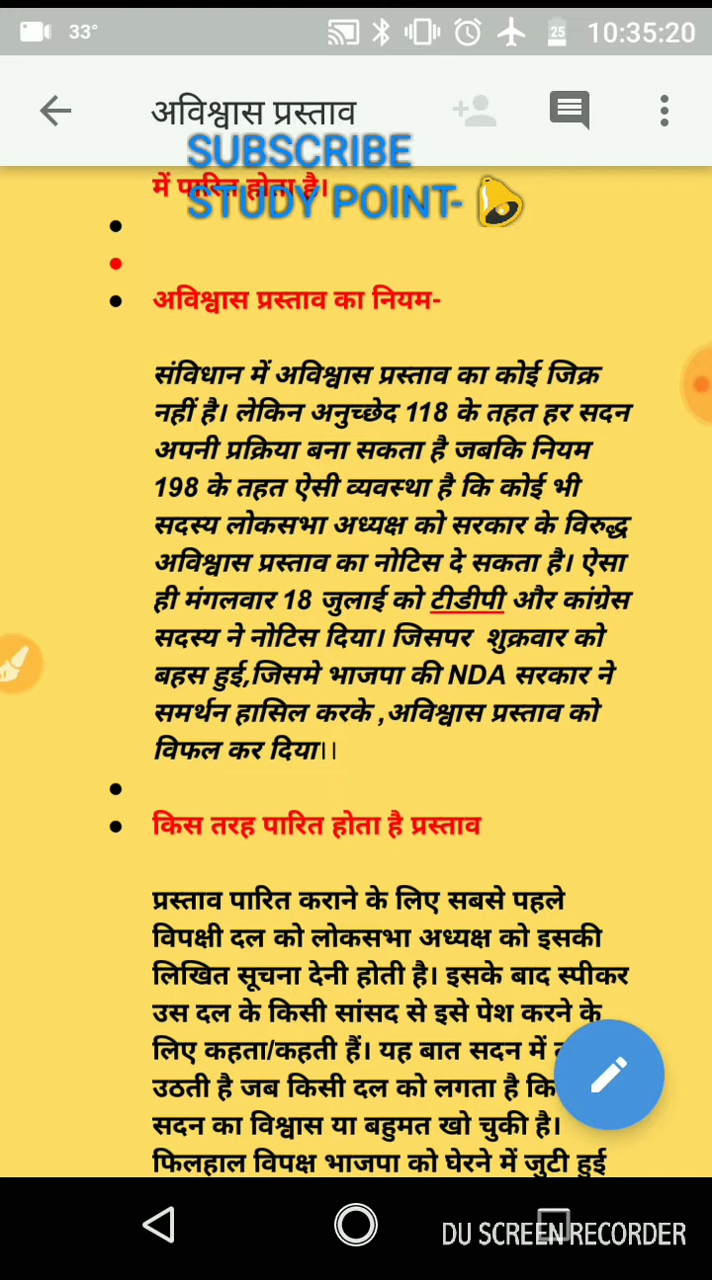 33°
25
10:35:20
अविश्वास प्रस्ताव
SUBSCRIBE
में पारित होता है।
STUDY POINT-
अविश्वास प्रस्ताव का नियम-
संविधान में अविश्वास प्रस्ताव का कोई जिक्र
नहीं है। लेकिन अनुच्छेद 118 के तहत हर सदन
अपनी प्रक्रिया बना सकता है जबकि नियम
198 के तहत ऐसी व्यवस्था है कि कोई भी
सदस्य लोकसभा अध्यक्ष को सरकार के विरुद्ध
अविश्वास प्रस्ताव का नोटिस दे सकता है। ऐसा
ही मंगलवार 18 जुलाई को टीडीपी और कांग्रेस
सदस्य ने नोटिस दिया। जिसपर शुक्रवार को
बहस हुई,जिसमे भाजपा की NDA सरकार ने
समर्थन हासिल करके ,अविश्वास प्रस्ताव को
विफल कर दिया।।
किस तरह पारित होता है प्रस्ताव
प्रस्ताव पारित कराने के लिए सबसे पहले
विपक्षी दल को लोकसभा अध्यक्ष को इसकी
लिखित सूचना देनी होती है। इसके बाद स्पीकर
उस दल के किसी सांसद से इसे पेश करने के
लिए कहता/कहती हैं। यह बात सदन में
उठती है जब किसी दल को लगता है कि
सदन का विश्वास या बहुमत खो चुकी है।
फिलहाल विपक्ष भाजपा को घेरने में जुटी हुई
DU SCREEN RECORDER